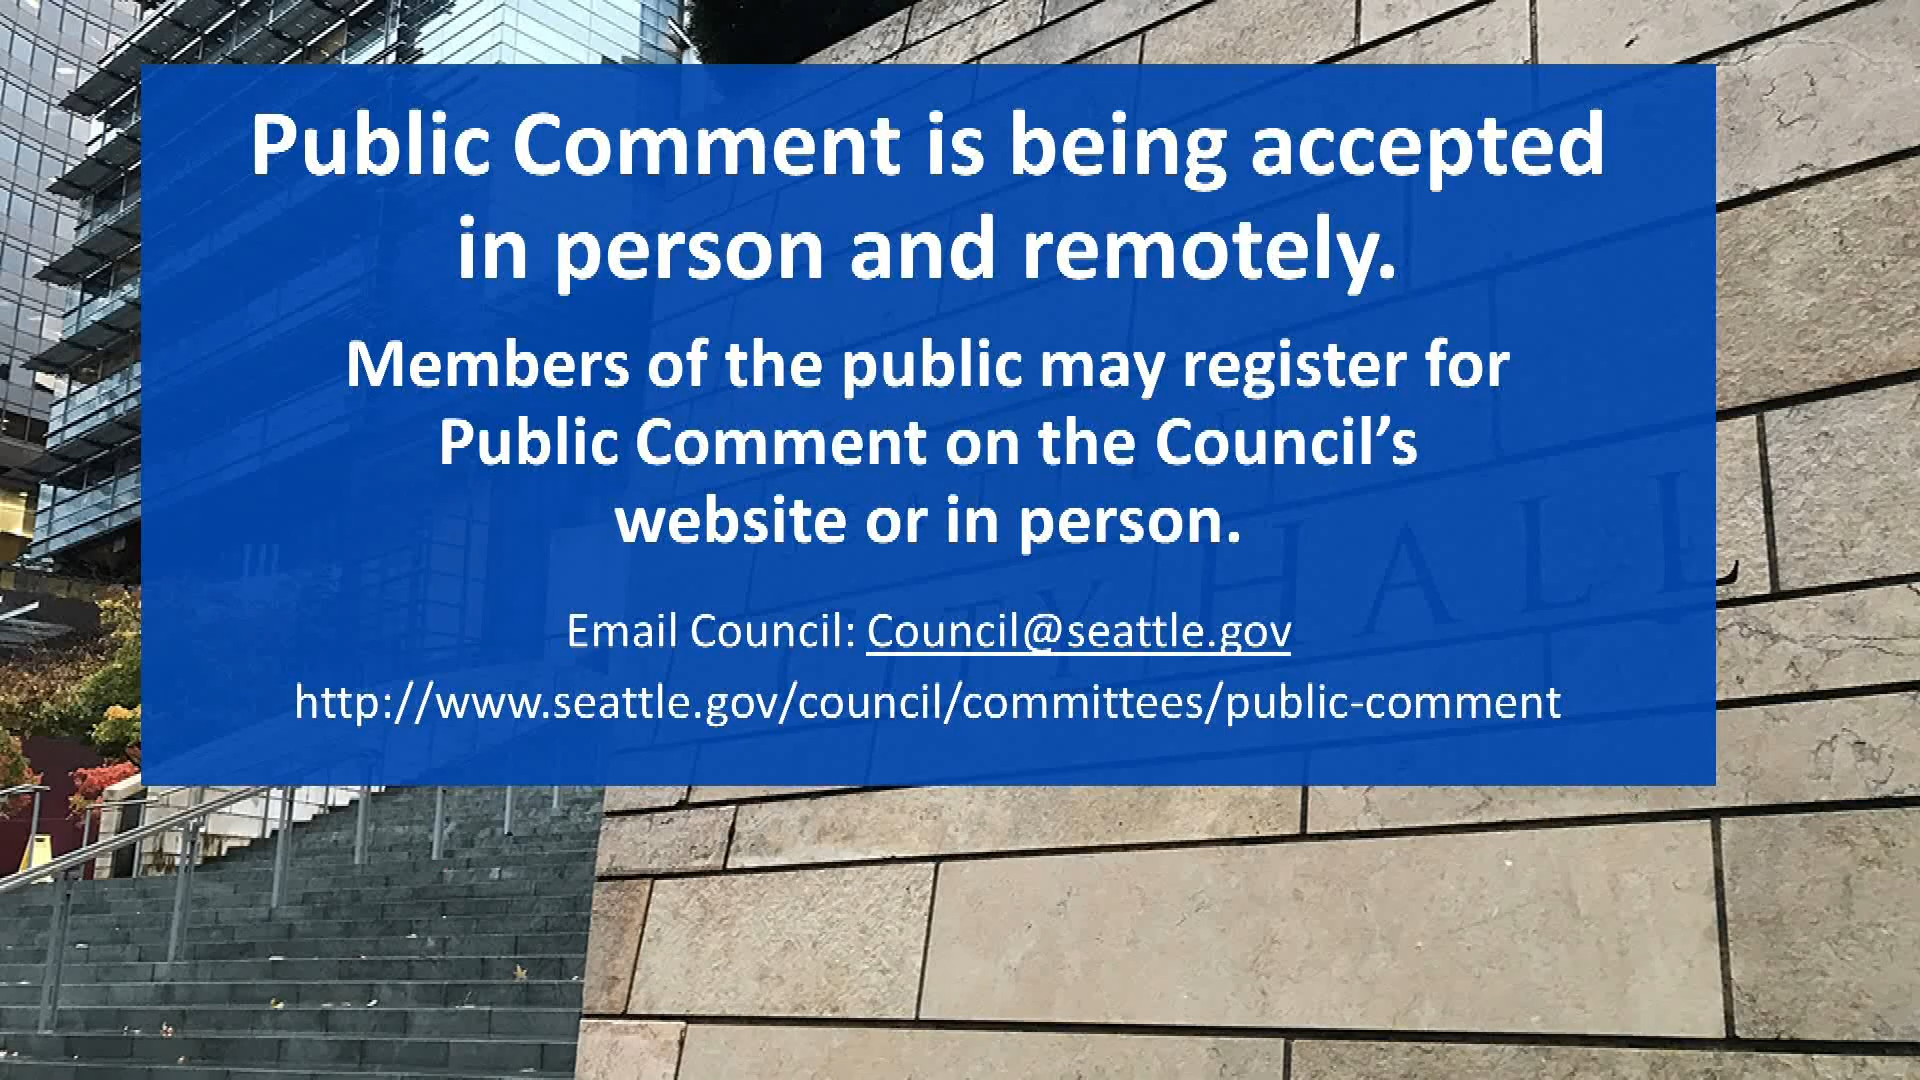 Public Comment is being accepted
in person and remotely.
Members of the public may register for
Public Comment on the Council’s
website or in person.
Email Council: Council@seattle.gov
http://www.seattle.gov/council/committees/public-comment
CITY HALL